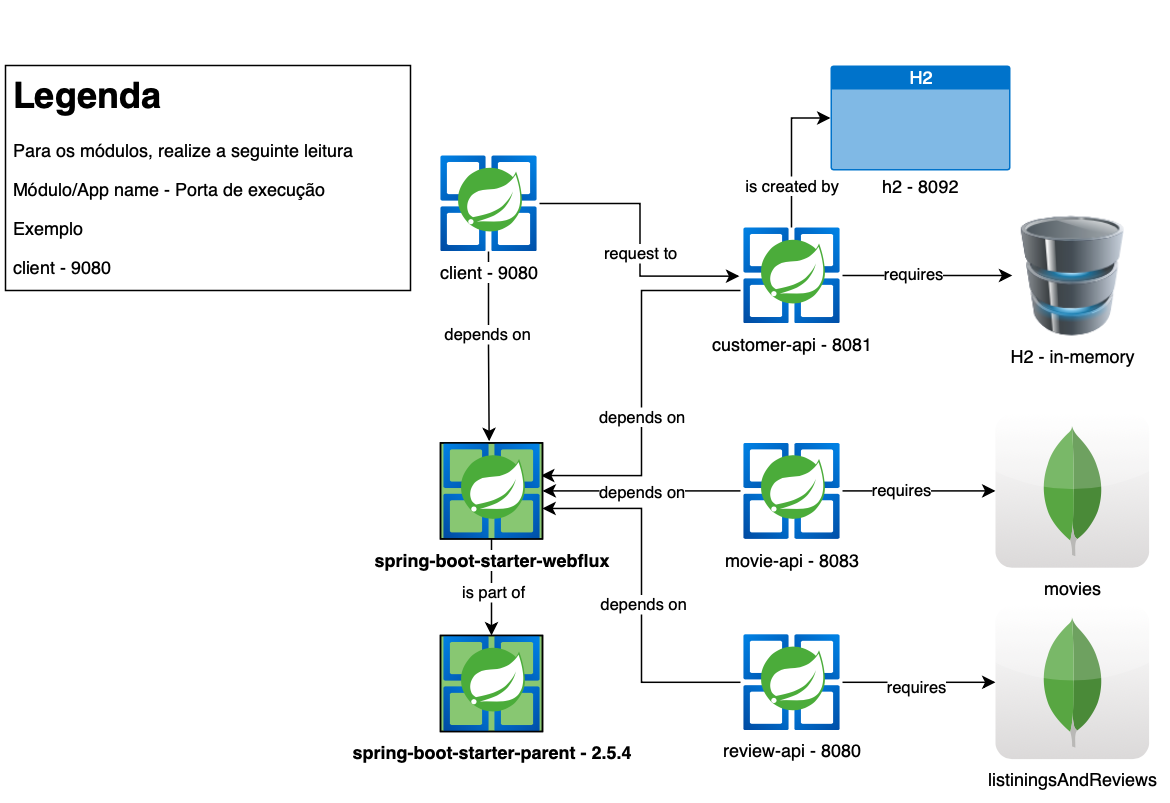 Legenda
Para os módulos, realize a seguinte leitura
Módulo/App name - Porta de execução
Exemplo
client - 9080
H2
is created by
h2 - 8092
client - 9080
request to
requires
customer-api - 8081
H2 - in-memory
depends on
depends on
depends on
requires
spring-boot-starter-webflux
movie-api - 8083
movies
is part of
depends on
requires
spring-boot-starter-parent - 2.5.4
review-api - 8080
listiningsAndReviews